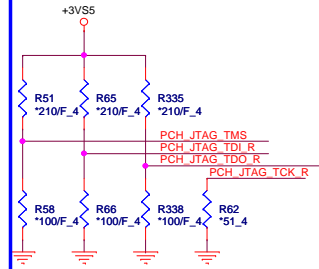 +3VS5
R51 R65 R335
*210/F_4 *210/F_4 *210/F_4
PCH_JTAG_TMS
PCH_JTAG_TDI_R
PCH_JTAG_TDO_R
PCH_JTAG_TCK_R
R58 R66 R338 R62
*100/F_4 *100/F_4 *100/F_4 *51_4